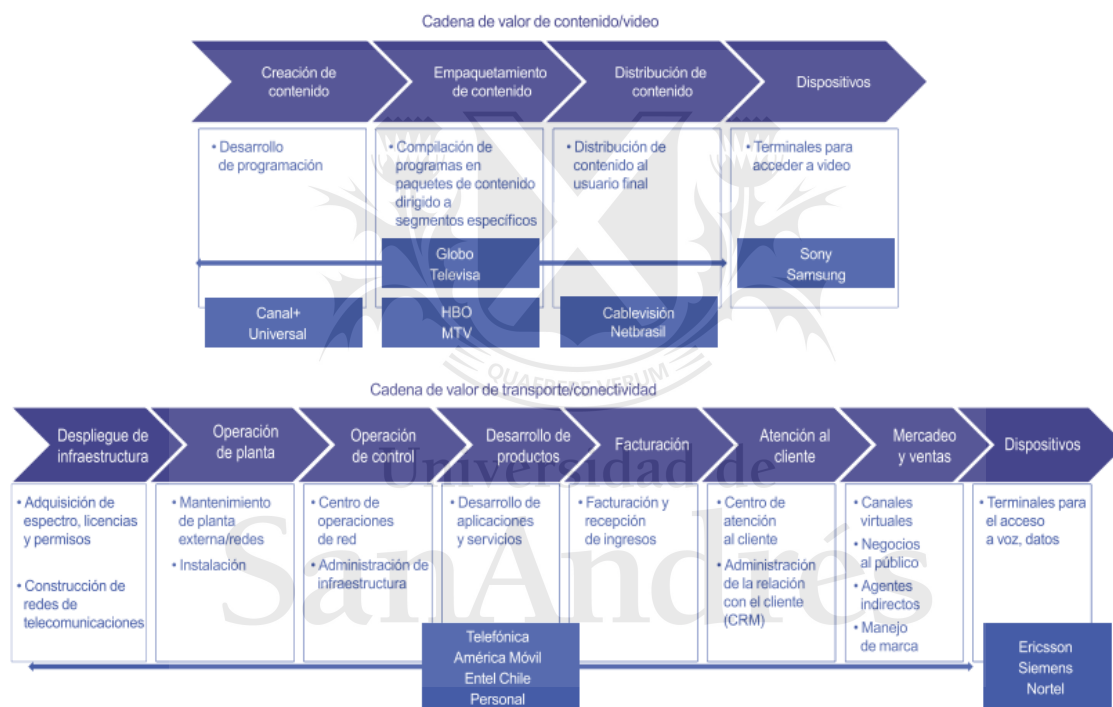 Cadena de valor de contenido/video
Creación de
contenido
Empaquetamiento
de contenido
Distribución de
contenido
Dispositivos
• Desarrollo
de programación
• Compilación de
programas en
paquetes de contenido
dirigido a
segmentos específicos
• Distribución de
contenido al
usuario final
• Terminales para
acceder a video
Globo
Televisa
Sony
Samsung
Canal+
Universal
HBO
MTV
Cablevisión
Netbrasil
QUAERERE VERUM
Cadena de valor de transporte/conectividad
Despliegue de
infraestructura
Operación
de planta
Operación
de control
Desarrollo de
productos
Facturación
Atención al
cliente
Mercadeo
y ventas
Dispositivos
Universidad de
SanAndrés
• Adquisición de
espectro, licencias
y permisos
• Construcción de
redes de
telecomunicaciones
• Mantenimiento
de planta
externa/redes
• Instalación
• Centro de
operaciones
de red
• Administración de
infraestructura
• Desarrollo de
aplicaciones
y servicios
• Facturación y
recepción
de ingresos
• Centro de
atención
al cliente
• Administración
de la relación
con el cliente
(CRM)
• Canales
virtuales
• Negocios
al público
• Agentes
indirectos
• Manejo
de marca
• Terminales para
el acceso
a voz, datos
Telefónica
América Móvil
Entel Chile
Personal
Ericsson
Siemens
Nortel